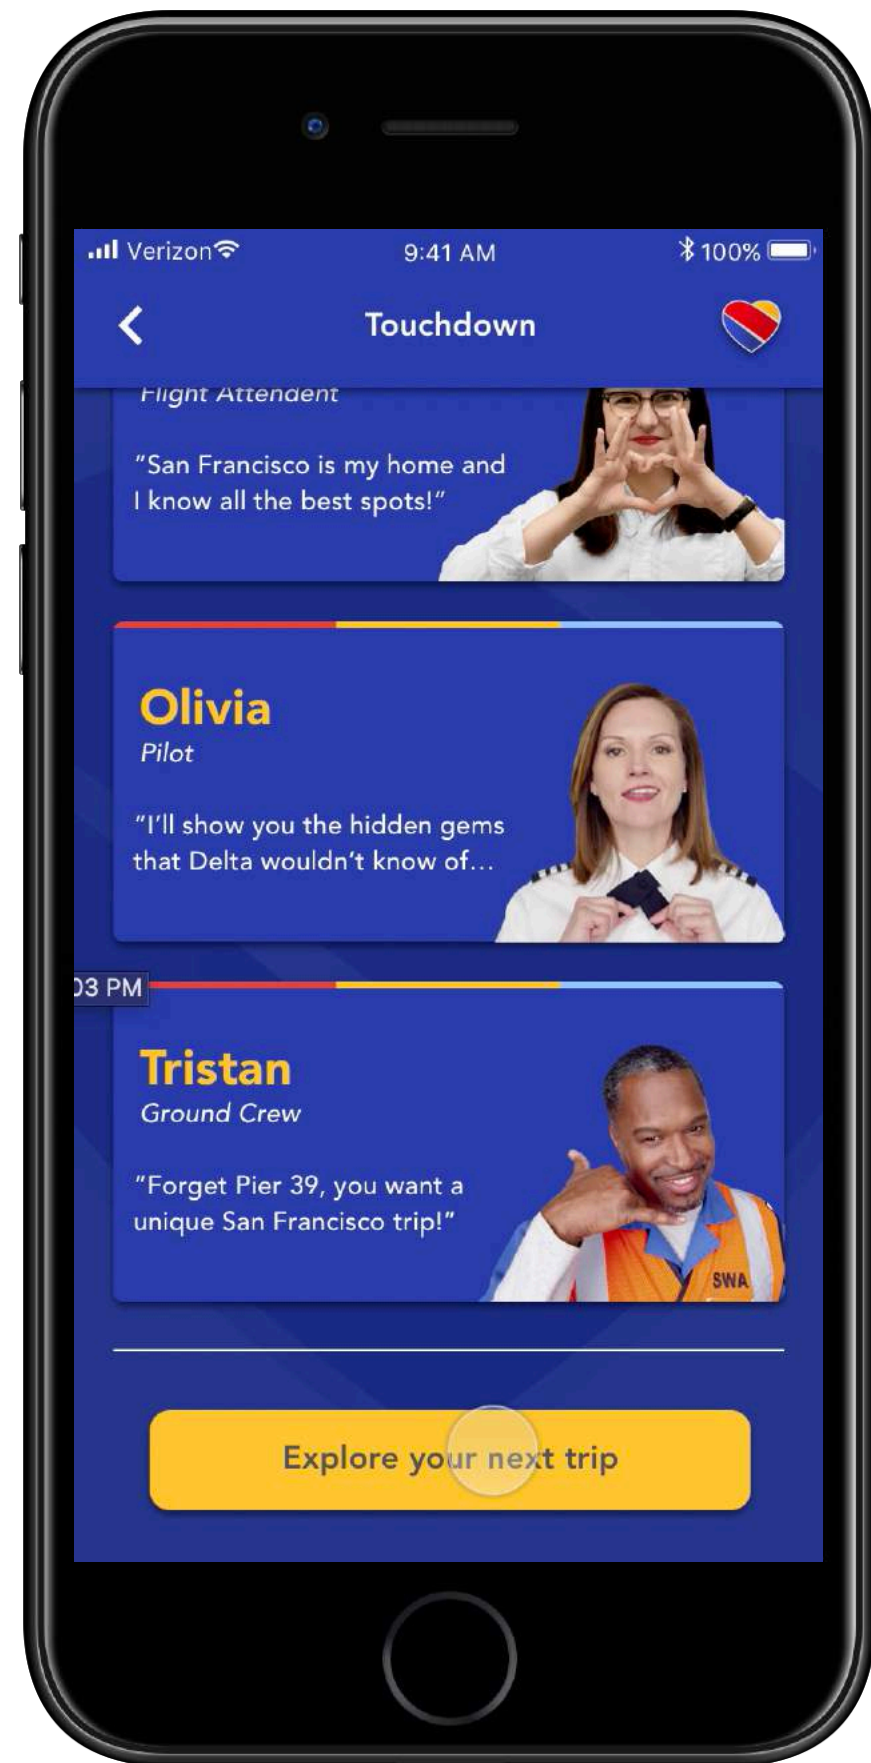 Verizon
9:41 AM
100%
Touchdown
Flight Attendent
"San Francisco is my home and
I know all the best spots!"
Olivia
Pilot
"I'll show you the hidden gems
that Delta wouldn't know of...
03 PM
Tristan
Ground Crew
"Forget Pier 39, you want a
unique San Francisco trip!"
SWA
Explore your next trip